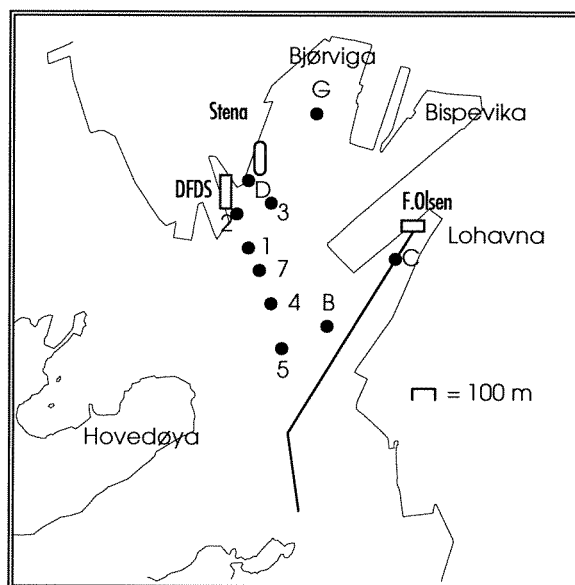 Bjørviga
G
Stena
Bispevika
DFDS
D
3
F.Olsen
2
Lohavna
1
C
7
4
B
5
= 100 m
Hovedøya